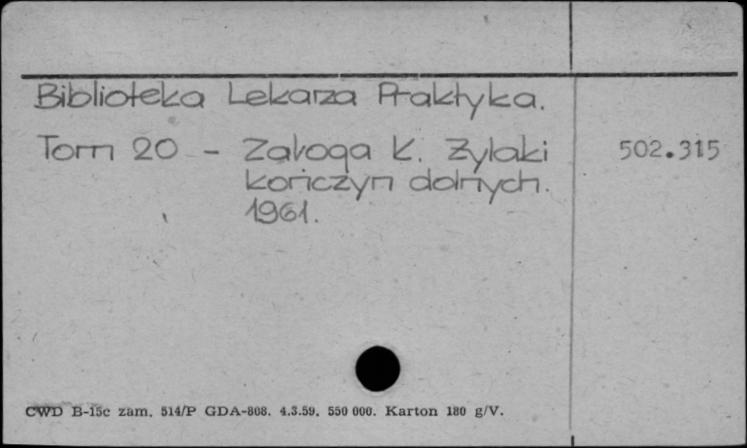 Biblioteka Lekarza Praktyka.
Tom 20 - Załoga K. Żylaki 502.315
kończyn dolnych.
1961.
CWD B-15c zam. 514/P GDA-808. 4.3.59. 550 000. Karton 180 g/V.